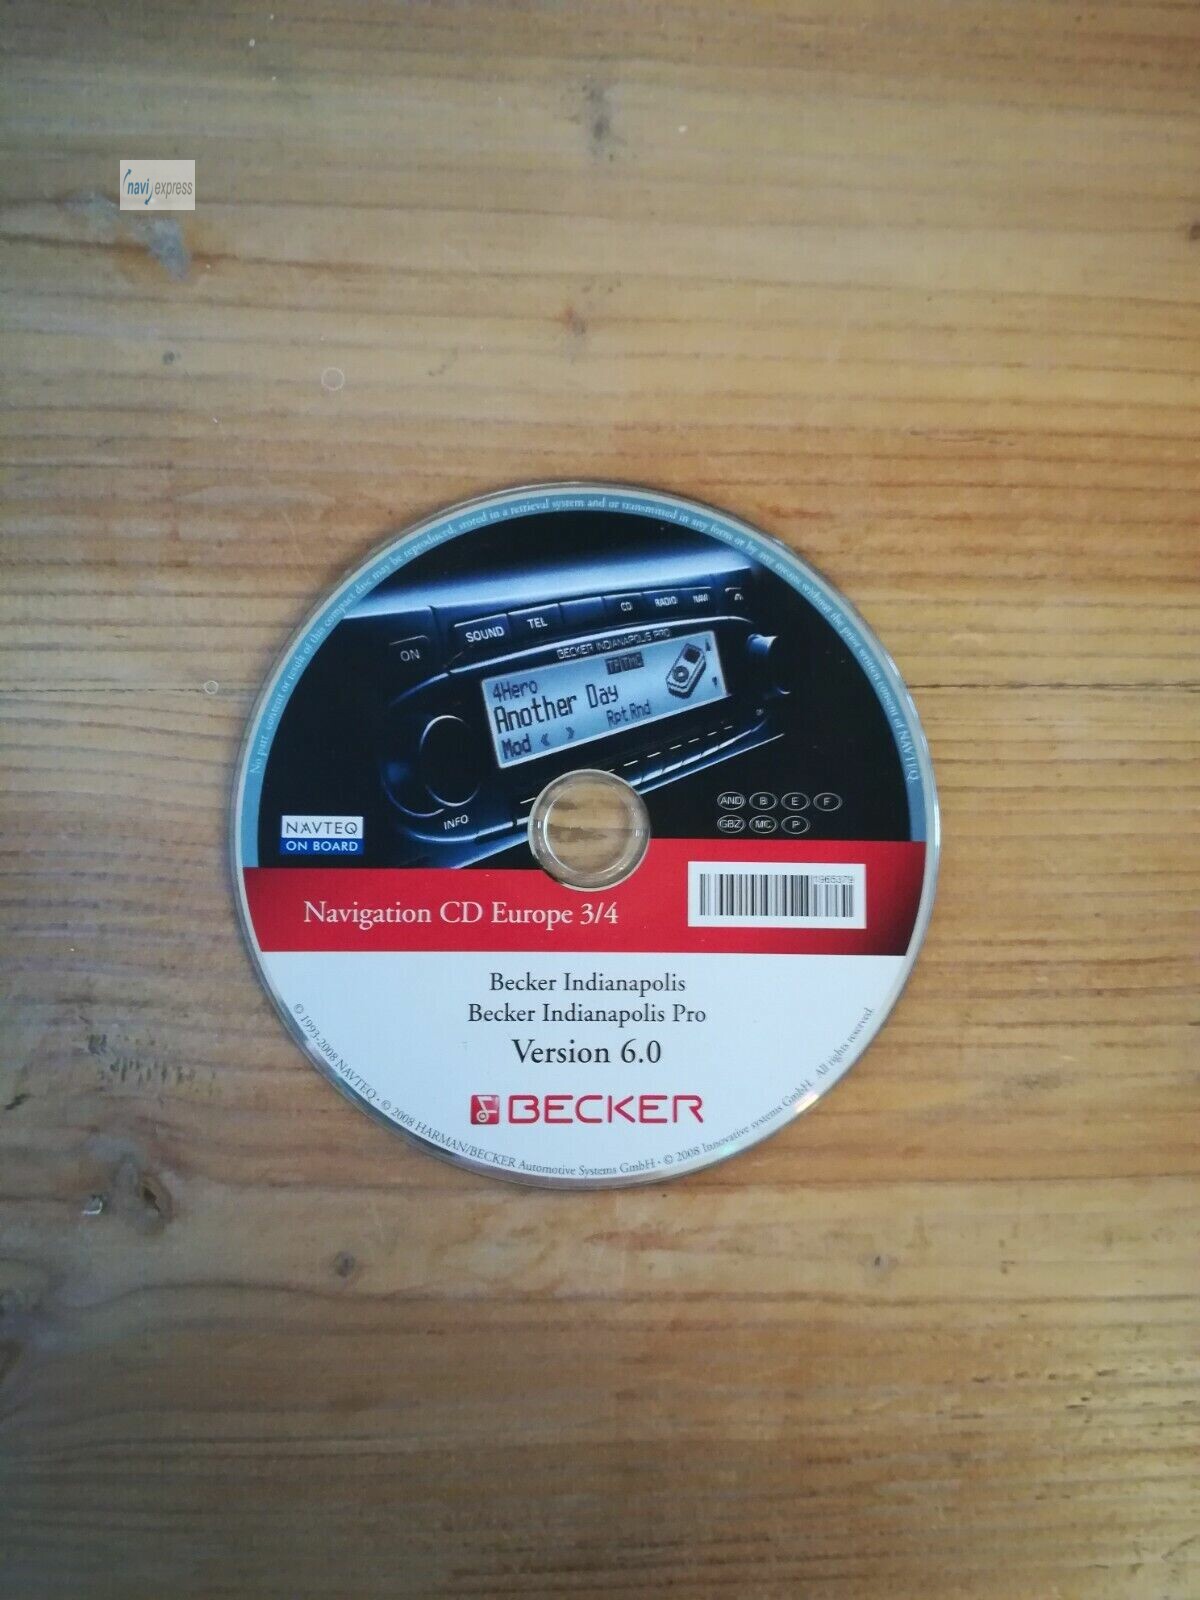 navi express
No part, content or result of this compact disc may be reproduced, stored in a retrieval system and or transmitted in any form or by any means without the prior written consent of NAVTEQ.
ON
SOUND
TEL
CD
RADIO
NAVI
BECKER INDIANAPOLIS PRO
TP TMC
4Hero
Another Day
Mod « » Rpt Rnd
INFO
AND B E F
GBZ MC P
NAVTEQ
ON BOARD
1965379
Navigation CD Europe 3/4
Becker Indianapolis
Becker Indianapolis Pro
Version 6.0
BECKER
© 1993-2008 NAVTEQ · © 2008 HARMAN/BECKER Automotive Systems GmbH · © 2008 Innovative systems GmbH. All rights reserved.